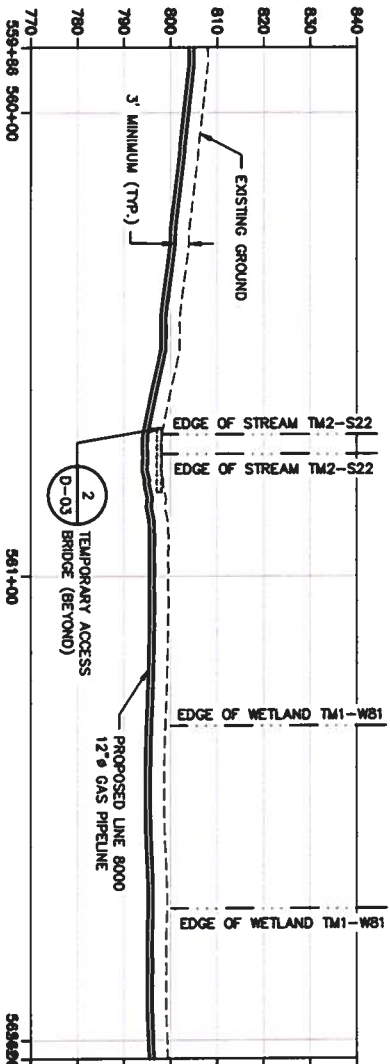 840
830
820
810
800
790
780
770
559+86
560+00
561+00
EXISTING GROUND
3' MINIMUM (TYP.)
EDGE OF STREAM TM2-S22
EDGE OF STREAM TM2-S22
2
D-03
TEMPORARY ACCESS
BRIDGE (BEYOND)
EDGE OF WETLAND TM1-W81
PROPOSED LINE 8000
12"ø GAS PIPELINE
EDGE OF WETLAND TM1-W81